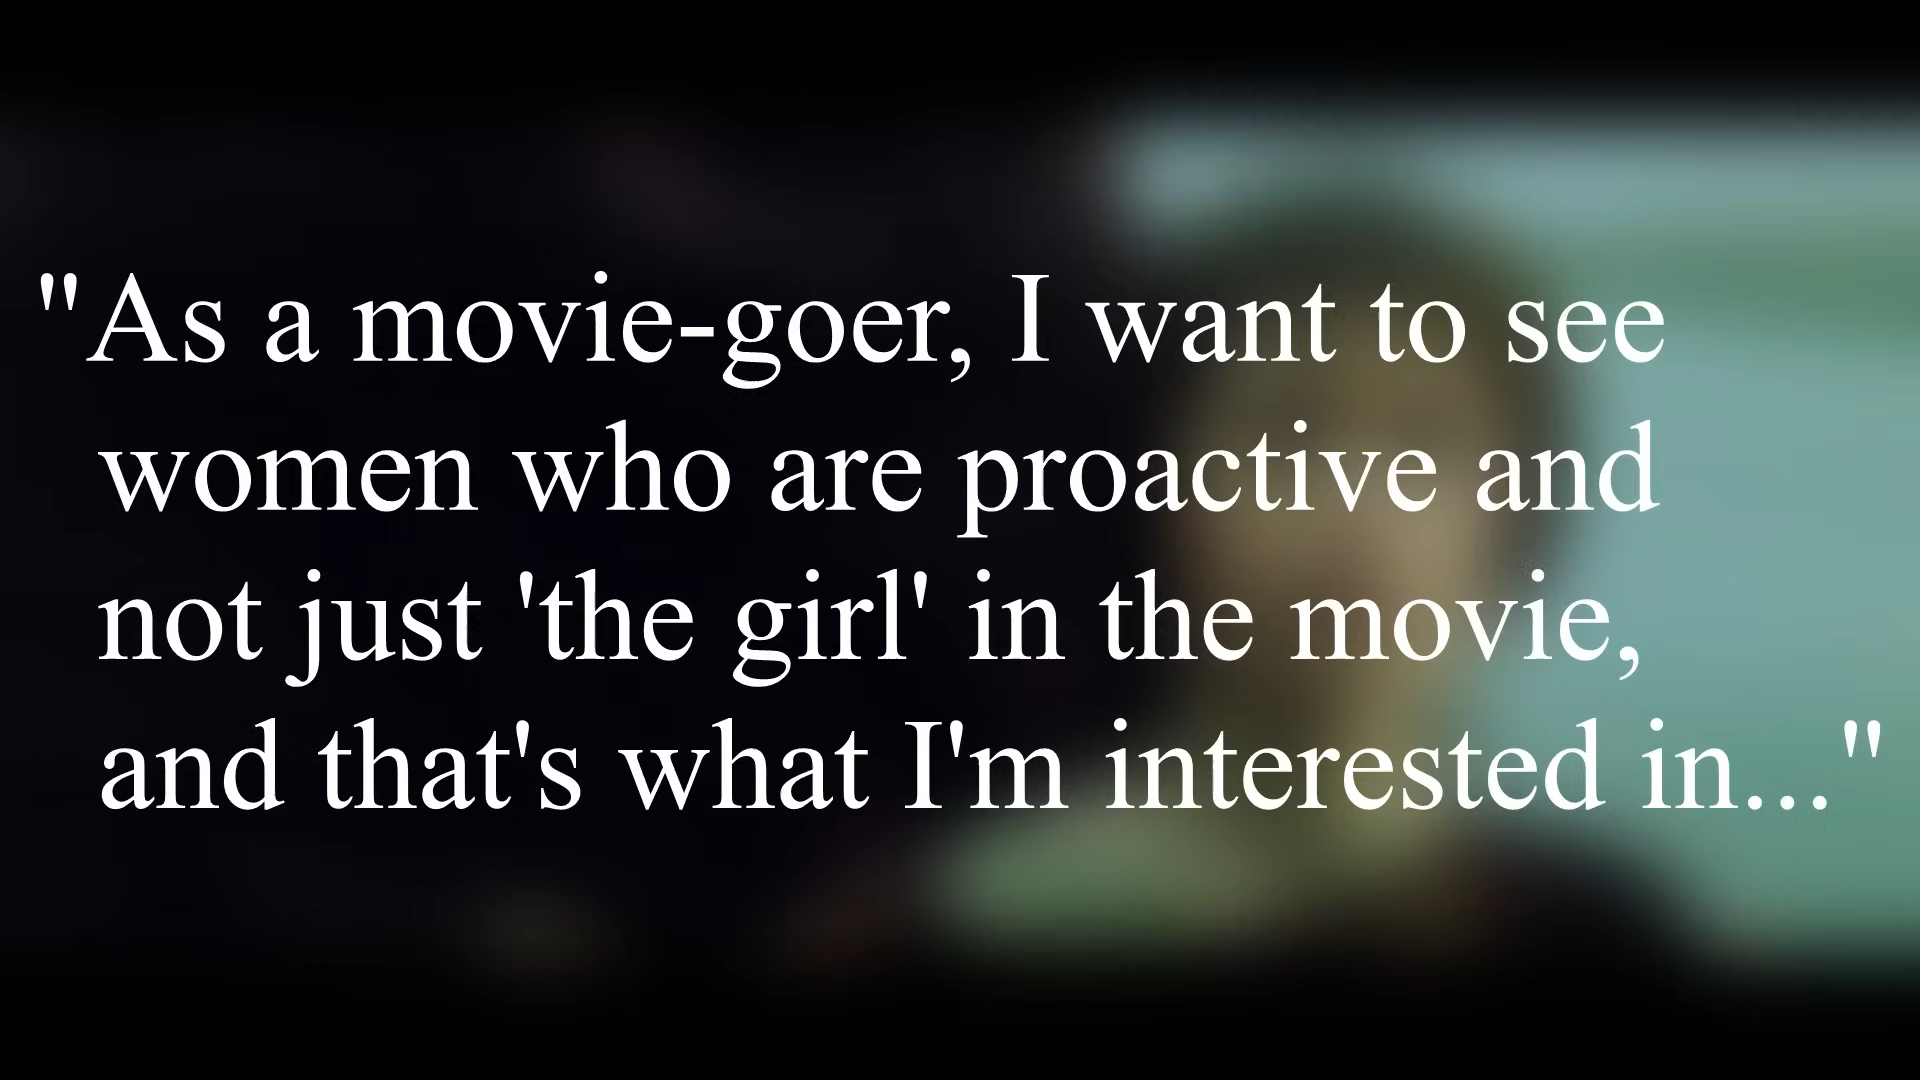 "As a movie-goer, I want to see
women who are proactive and
not just 'the girl' in the movie,
and that's what I'm interested in..."